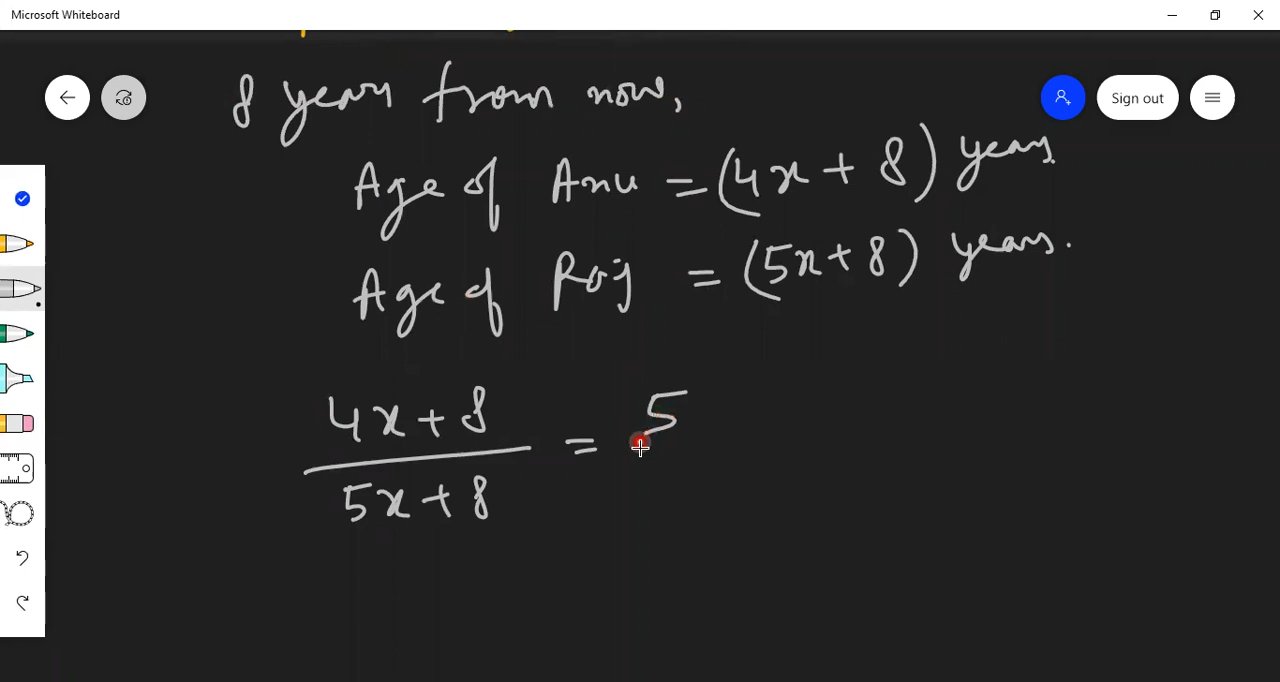 Microsoft Whiteboard
Sign out
8 years from now,
Age of Anu = (4x + 8) years.
Age of Raj = (5x + 8) years.
4x + 8
5x + 8
= 5